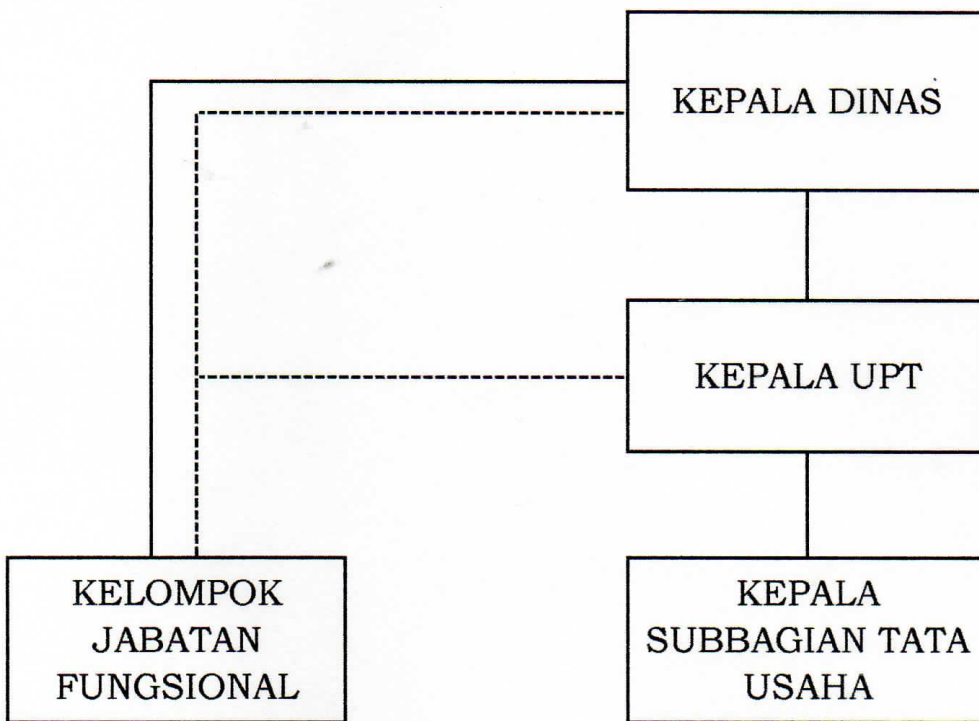 KEPALA DINAS
KEPALA UPT
KELOMPOK
JABATAN
FUNGSIONAL
KEPALA
SUBBAGIAN TATA
USAHA